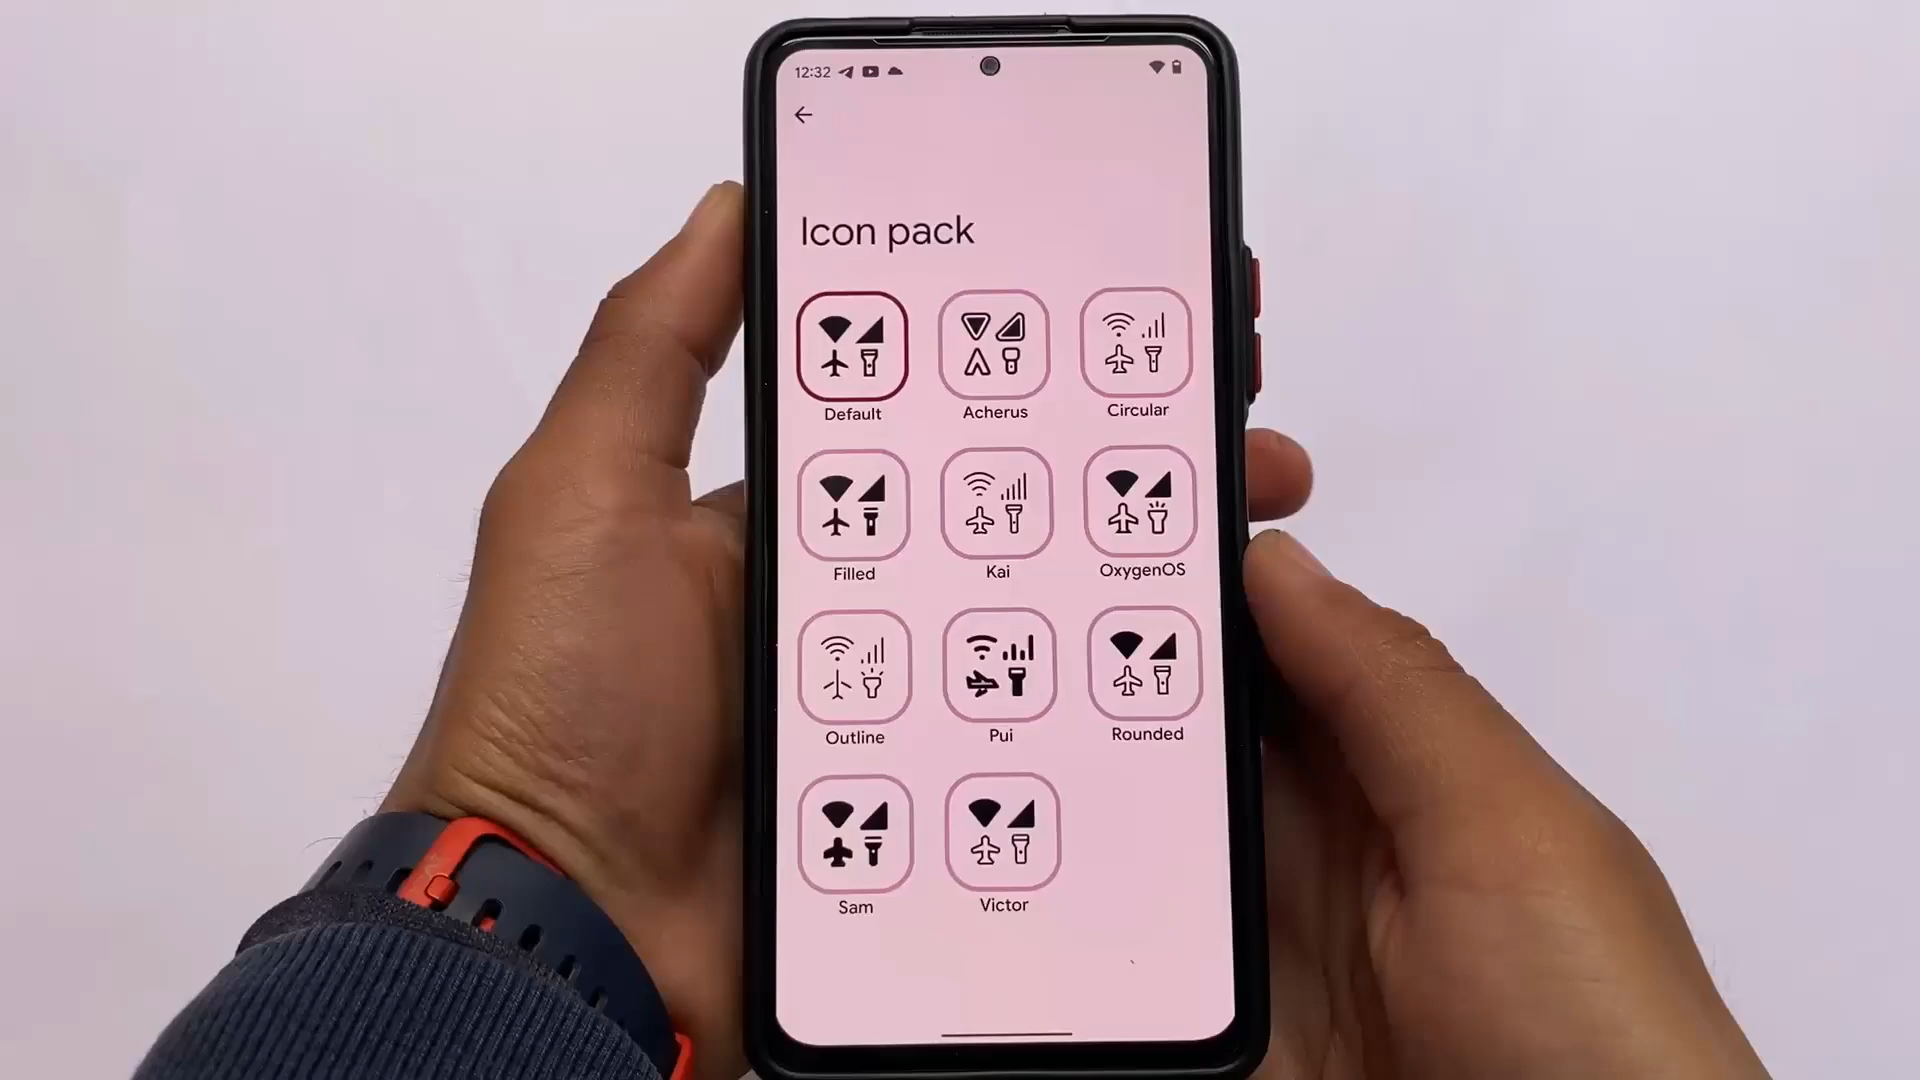 12:32
Icon pack
Default
Acherus
Circular
Filled
Kai
OxygenOS
Outline
Pui
Rounded
Sam
Victor